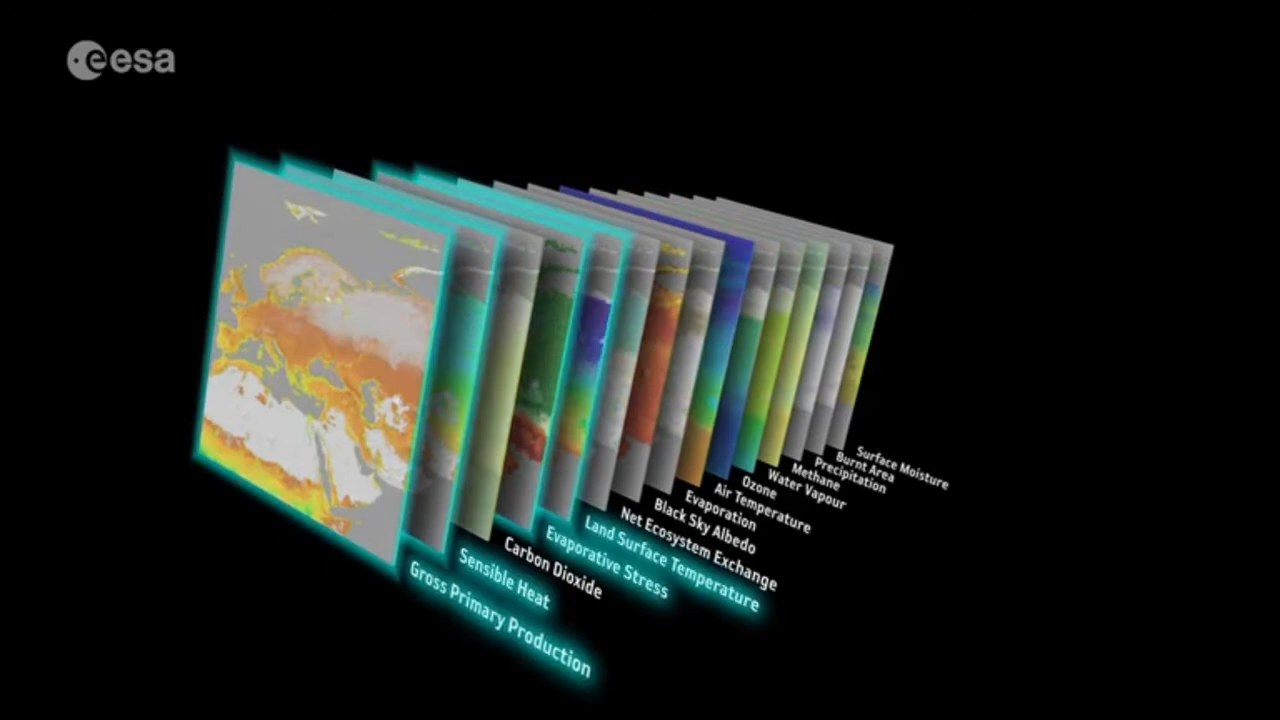 esa
Gross Primary Production
Sensible Heat
Carbon Dioxide
Evaporative Stress
Land Surface Temperature
Net Ecosystem Exchange
Black Sky Albedo
Evaporation
Air Temperature
Ozone
Water Vapour
Methane
Precipitation
Burnt Area
Surface Moisture